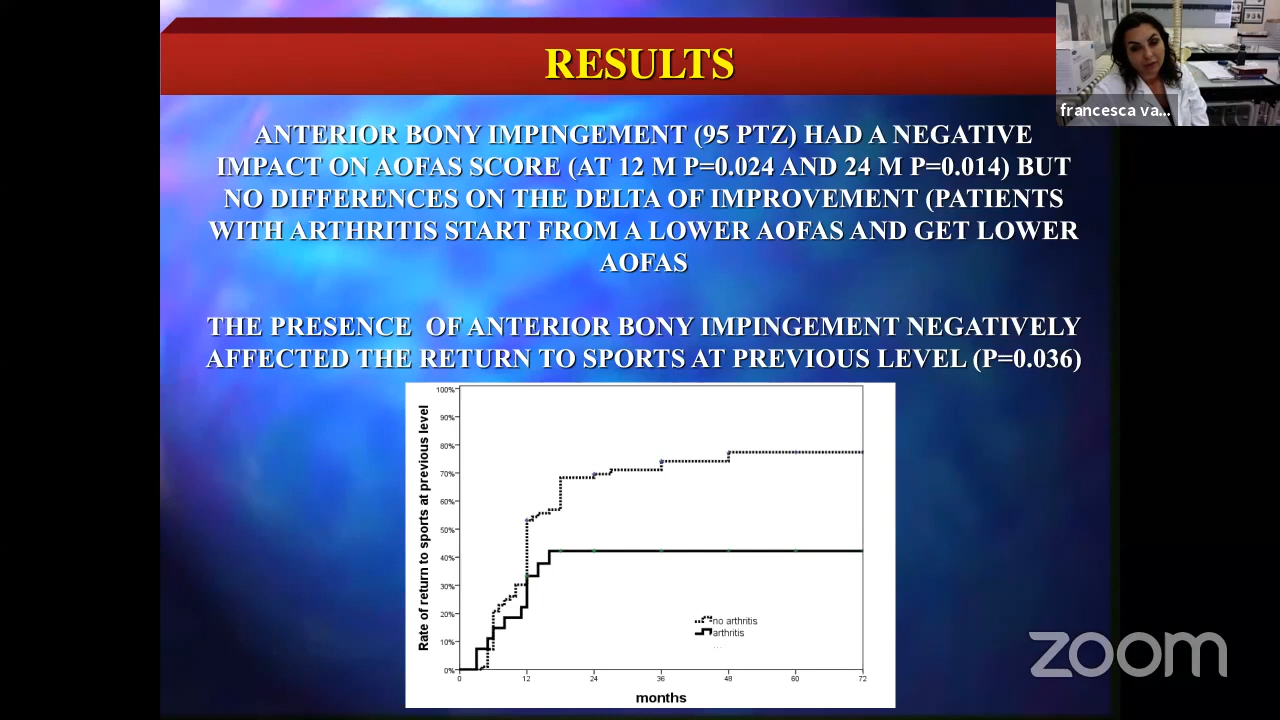 RESULTS
francesca va...
ANTERIOR BONY IMPINGEMENT (95 PTZ) HAD A NEGATIVE
IMPACT ON AOFAS SCORE (AT 12 M P=0.024 AND 24 M P=0.014) BUT
NO DIFFERENCES ON THE DELTA OF IMPROVEMENT (PATIENTS
WITH ARTHRITIS START FROM A LOWER AOFAS AND GET LOWER
AOFAS
THE PRESENCE OF ANTERIOR BONY IMPINGEMENT NEGATIVELY
AFFECTED THE RETURN TO SPORTS AT PREVIOUS LEVEL (P=0.036)
Rate of return to sports at previous level
100%
90%
80%
70%
60%
50%
40%
30%
20%
10%
0%
no arthritis
arthritis
...
0 12 24 36 48 60 72
months
zoom